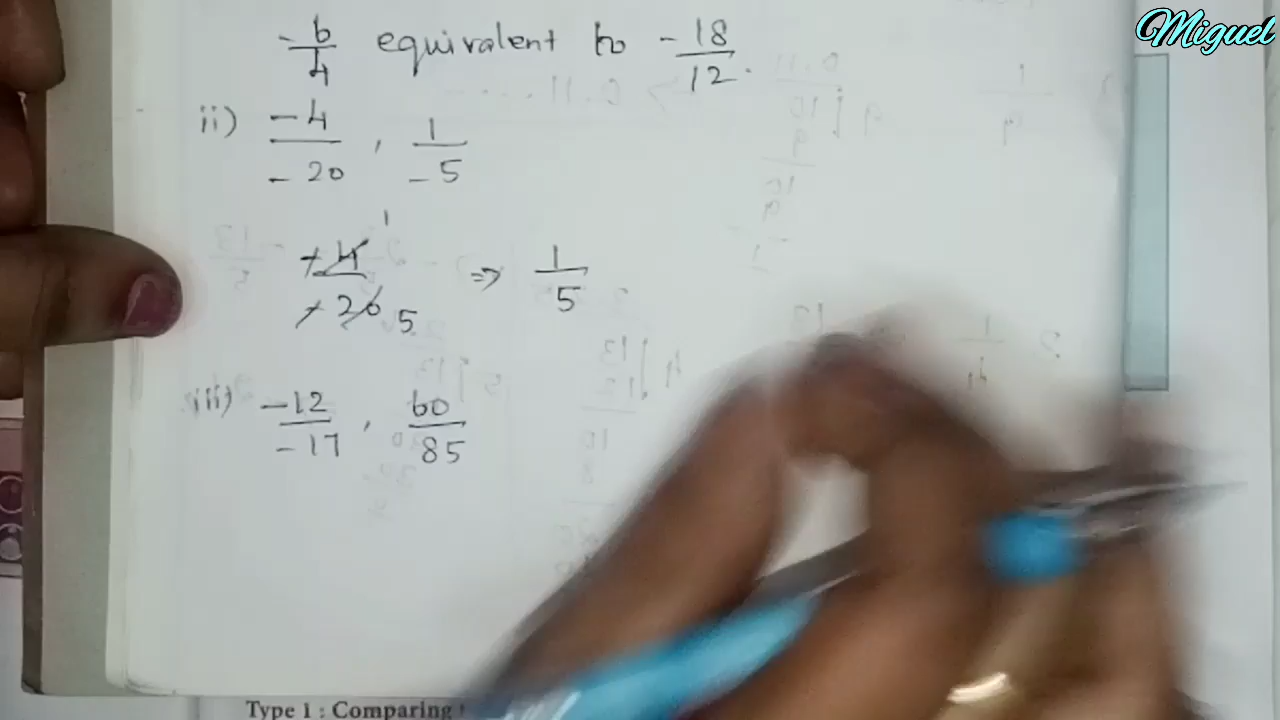 Miguel
-6/4 equivalent to -18/12.
ii) -4/-20 , 1/-5
-4/-20 1 5 => 1/5
iii) -12/-17 , 60/85
Type 1 : Comparing